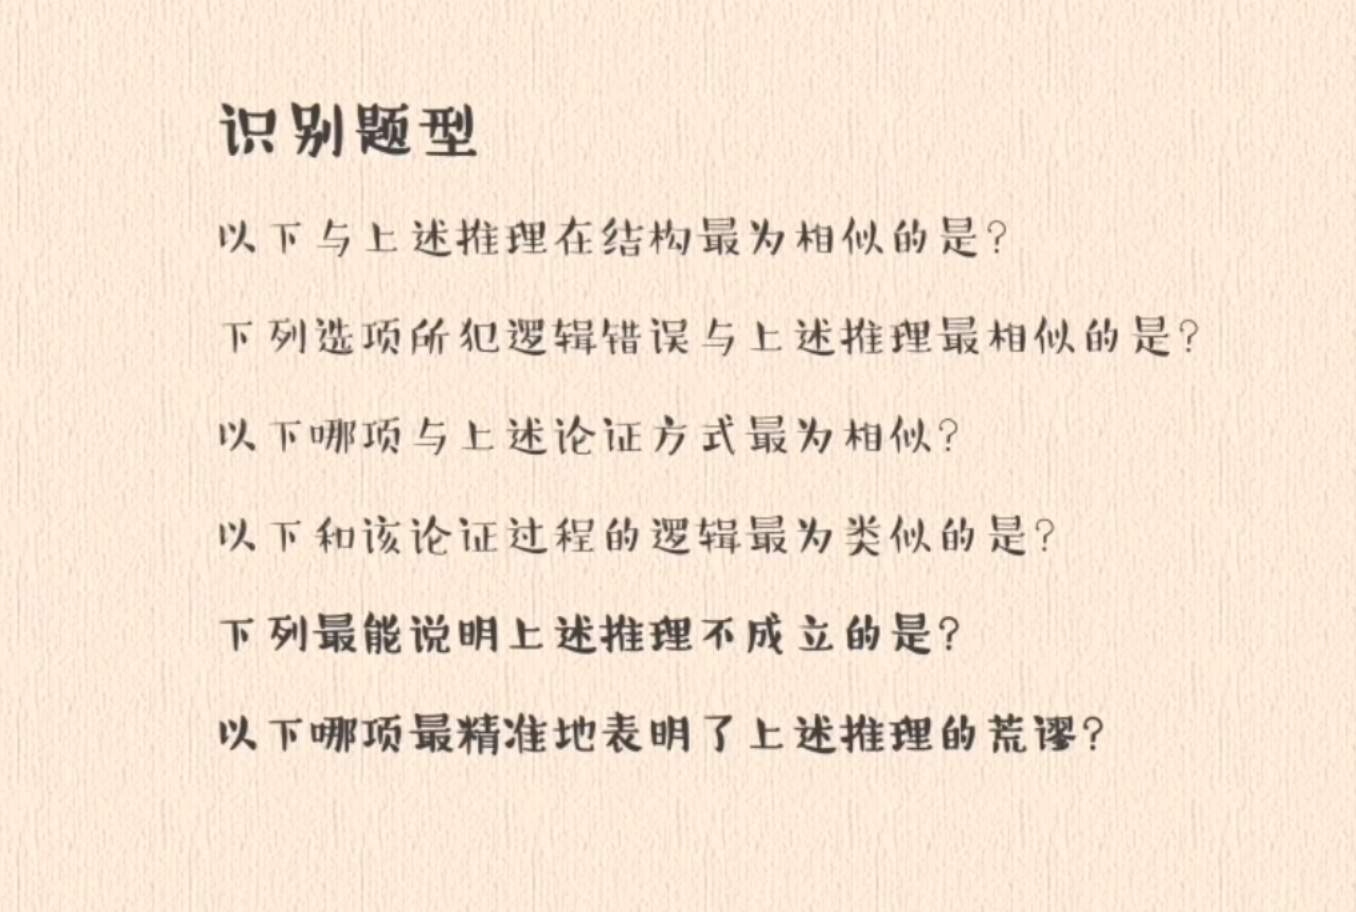 识别题型
以下与上述推理在结构最为相似的是?
下列选项所犯逻辑错误与上述推理最相似的是?
以下哪项与上述论证方式最为相似?
以下和该论证过程的逻辑最为类似的是?
下列最能说明上述推理不成立的是?
以下哪项最精准地表明了上述推理的荒谬?